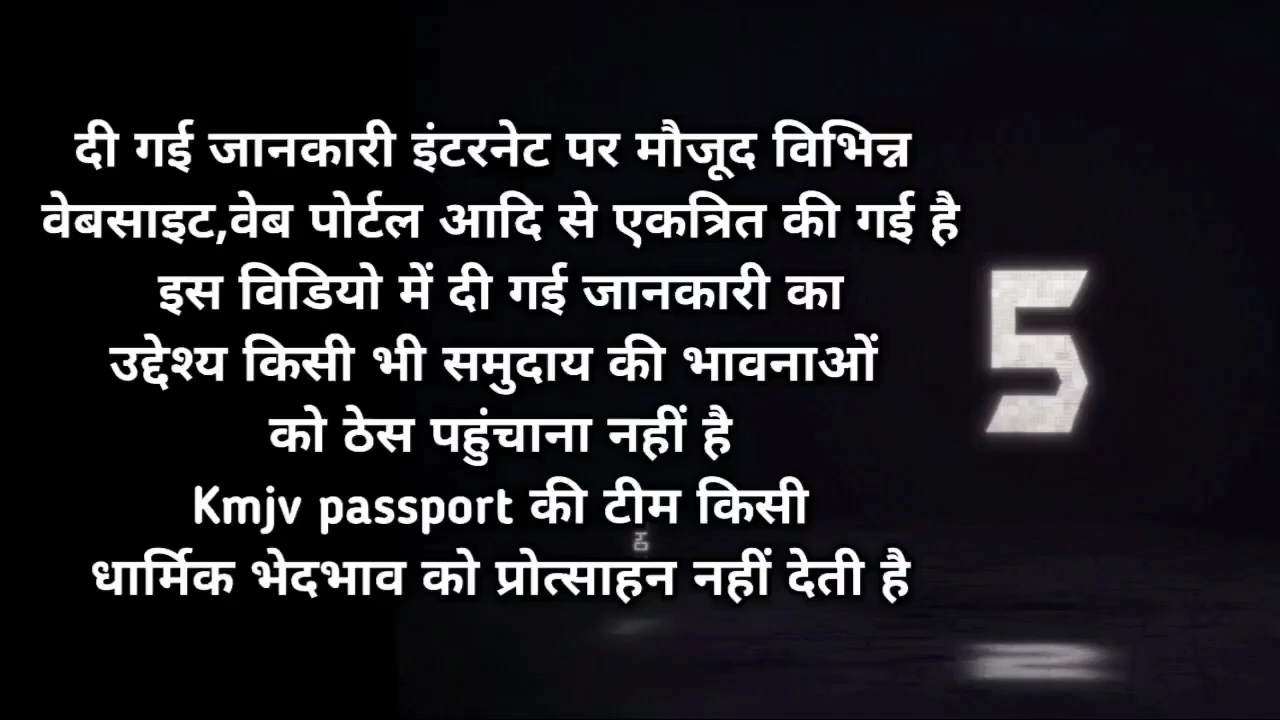 दी गई जानकारी इंटरनेट पर मौजूद विभिन्न
वेबसाइट,वेब पोर्टल आदि से एकत्रित की गई है
इस विडियो में दी गई जानकारी का
उद्देश्य किसी भी समुदाय की भावनाओं
को ठेस पहुंचाना नहीं है
Kmjv passport की टीम किसी
धार्मिक भेदभाव को प्रोत्साहन नहीं देती है
5